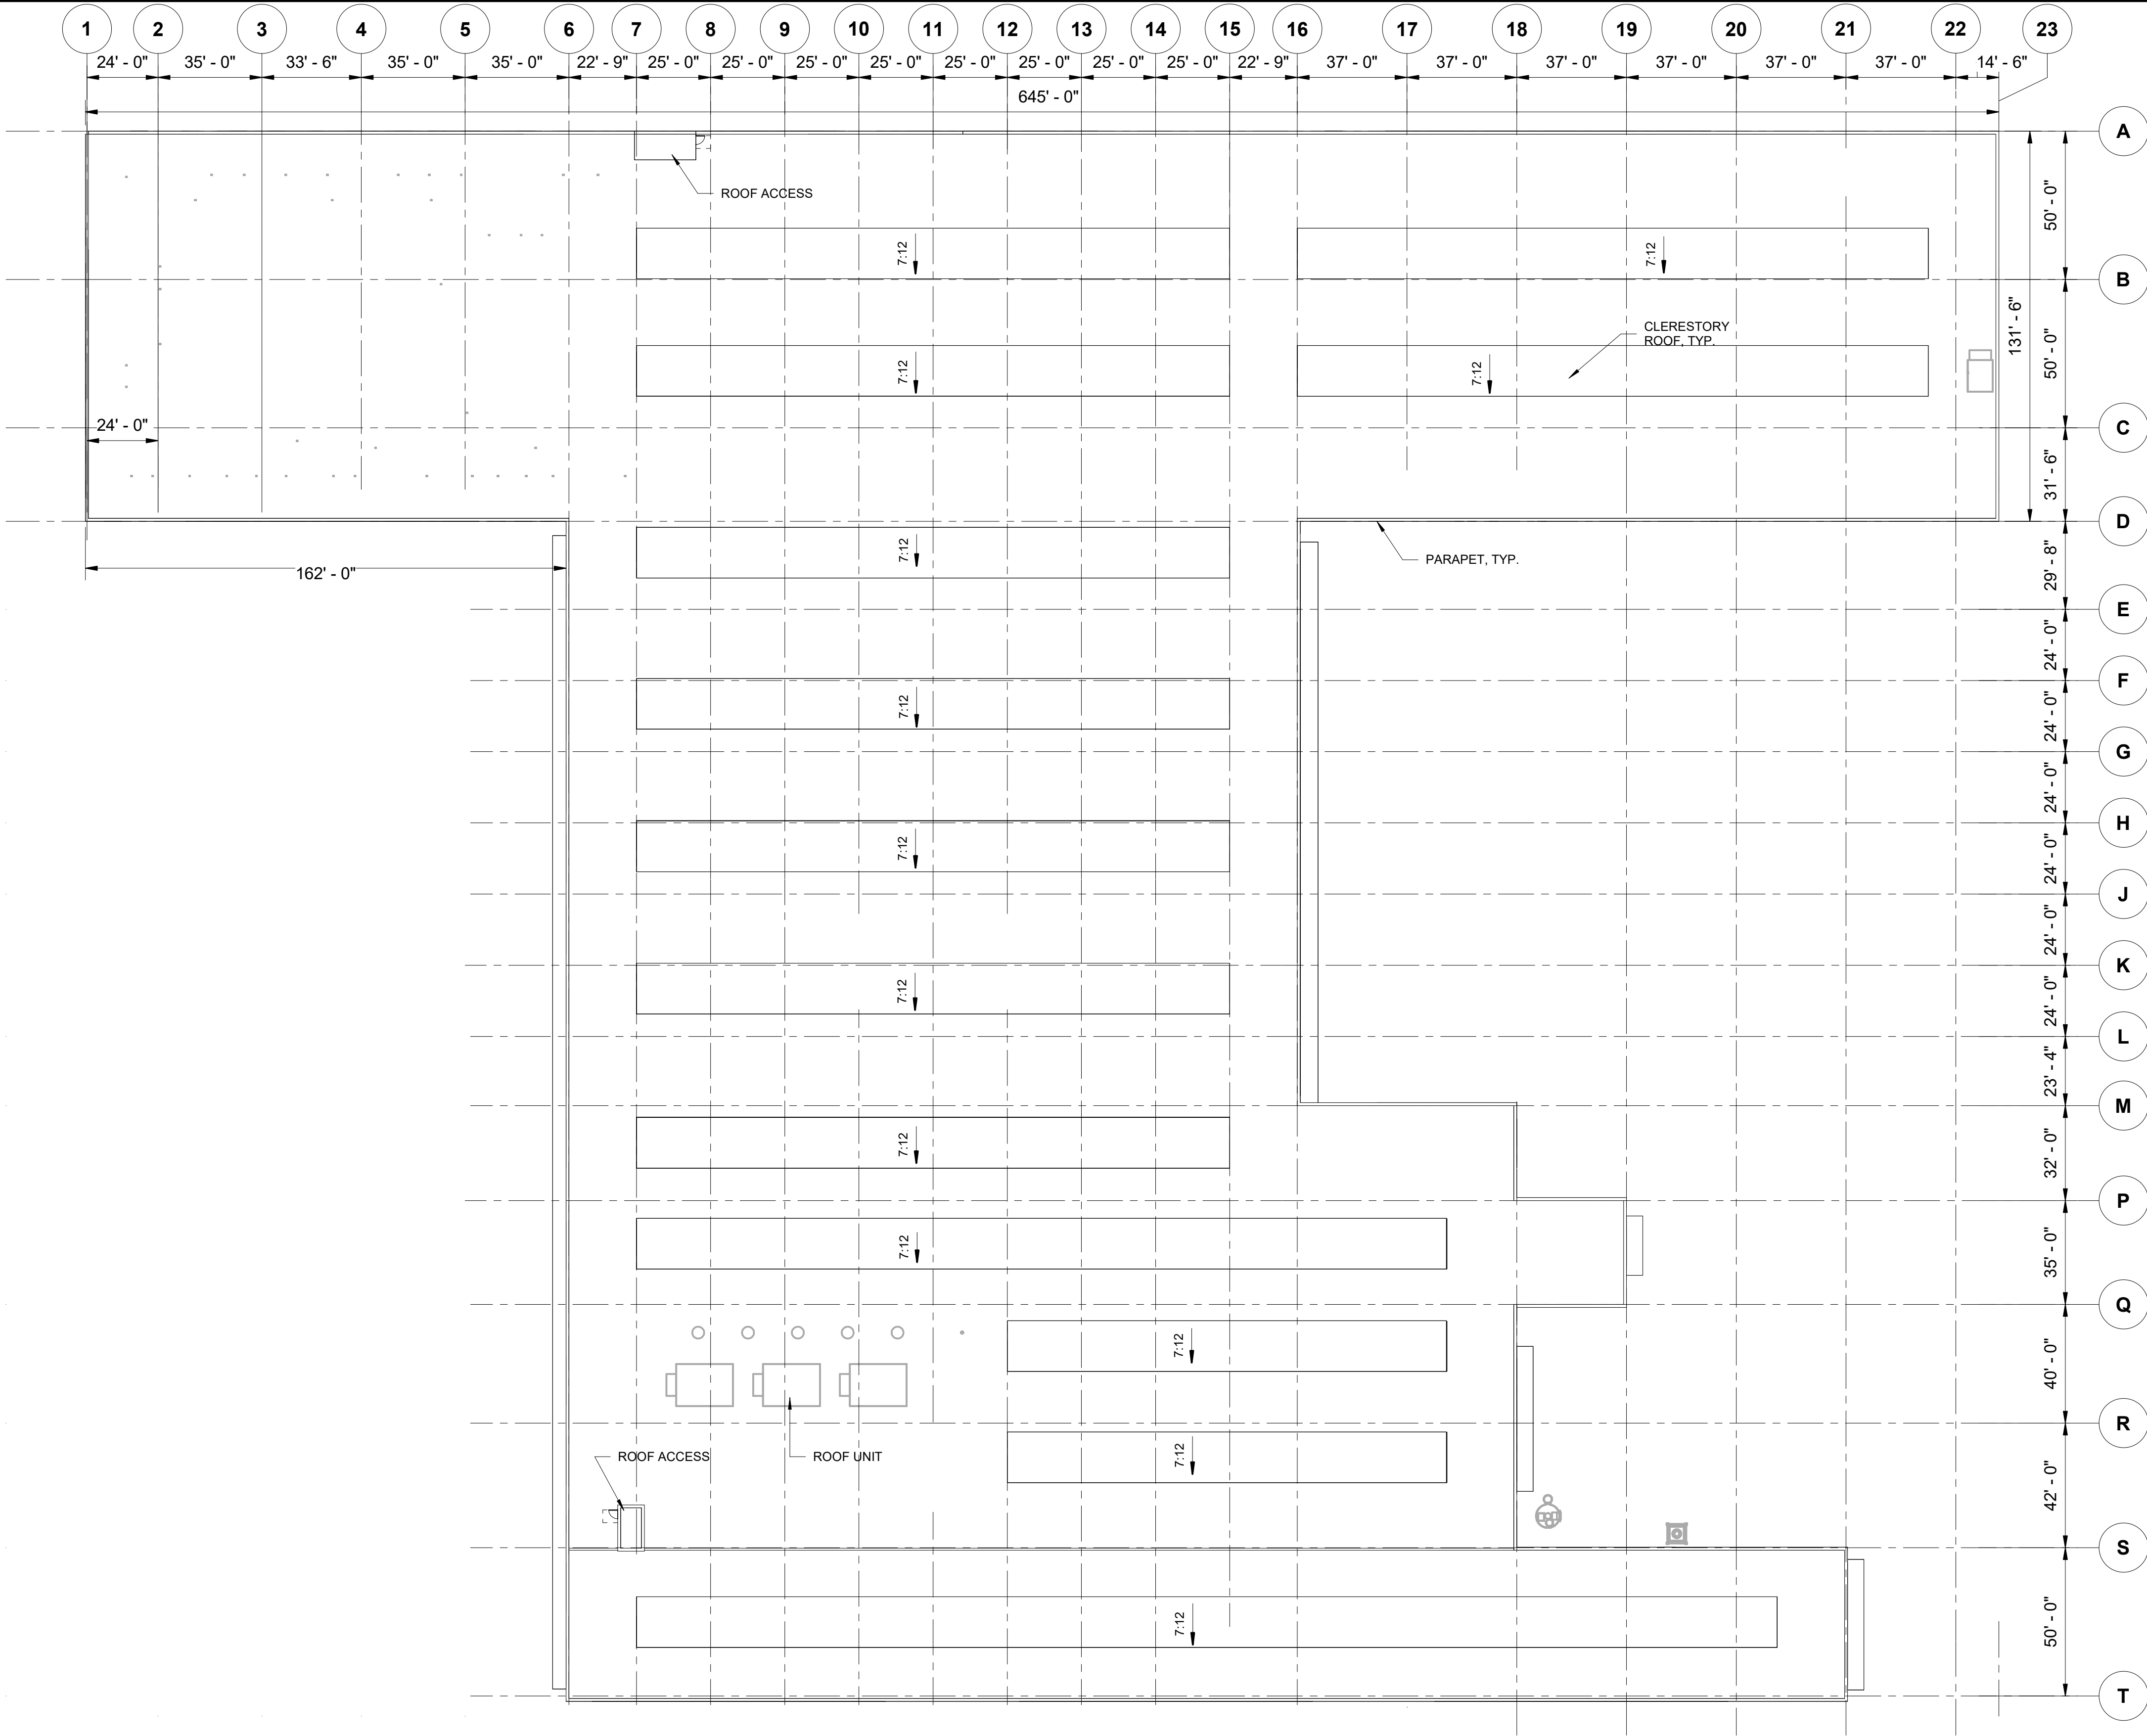 1 2 3 4 5 6 7 8 9 10 11 12 13 14 15 16 17 18 19 20 21 22 23
24' - 0" 35' - 0" 33' - 6" 35' - 0" 35' - 0" 22' - 9" 25' - 0" 25' - 0" 25' - 0" 25' - 0" 25' - 0" 25' - 0" 25' - 0" 25' - 0" 22' - 9" 37' - 0" 37' - 0" 37' - 0" 37' - 0" 37' - 0" 37' - 0" 14' - 6"
645' - 0"
A
ROOF ACCESS
50' - 0"
7:12
7:12
B
131' - 6"
CLERESTORY
ROOF, TYP.
50' - 0"
7:12
7:12
24' - 0"
C
31' - 6"
D
7:12
PARAPET, TYP.
162' - 0"
29' - 8"
E
24' - 0"
F
7:12
24' - 0"
G
24' - 0"
H
7:12
24' - 0"
J
24' - 0"
K
7:12
24' - 0"
L
23' - 4"
M
7:12
32' - 0"
P
7:12
35' - 0"
Q
7:12
40' - 0"
R
ROOF ACCESS
ROOF UNIT
7:12
42' - 0"
S
7:12
50' - 0"
T